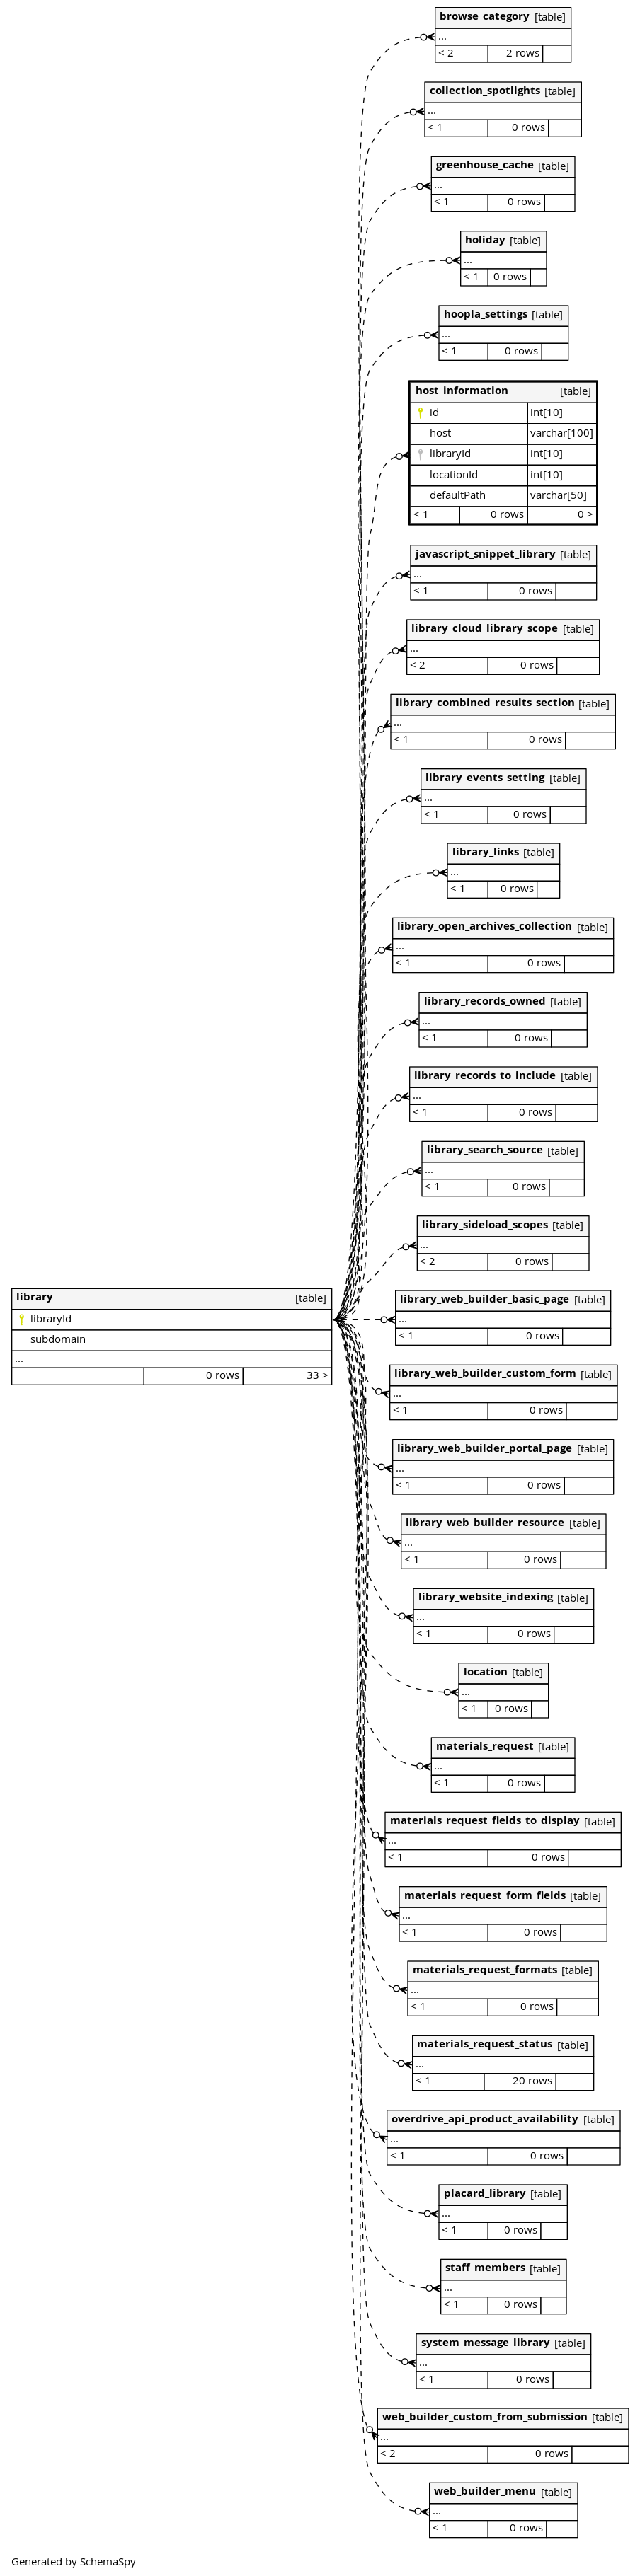 browse_category [table]
...
< 2 2 rows
collection_spotlights [table]
...
< 1 0 rows
greenhouse_cache [table]
...
< 1 0 rows
holiday [table]
...
< 1 0 rows
hoopla_settings [table]
...
< 1 0 rows
host_information [table]
id int[10]
host varchar[100]
libraryId int[10]
locationId int[10]
defaultPath varchar[50]
< 1 0 rows 0 >
javascript_snippet_library [table]
...
< 1 0 rows
library_cloud_library_scope [table]
...
< 2 0 rows
library_combined_results_section [table]
...
< 1 0 rows
library_events_setting [table]
...
< 1 0 rows
library_links [table]
...
< 1 0 rows
library_open_archives_collection [table]
...
< 1 0 rows
library_records_owned [table]
...
< 1 0 rows
library_records_to_include [table]
...
< 1 0 rows
library_search_source [table]
...
< 1 0 rows
library_sideload_scopes [table]
...
< 2 0 rows
library [table]
libraryId
subdomain
...
0 rows 33 >
library_web_builder_basic_page [table]
...
< 1 0 rows
library_web_builder_custom_form [table]
...
< 1 0 rows
library_web_builder_portal_page [table]
...
< 1 0 rows
library_web_builder_resource [table]
...
< 1 0 rows
library_website_indexing [table]
...
< 1 0 rows
location [table]
...
< 1 0 rows
materials_request [table]
...
< 1 0 rows
materials_request_fields_to_display [table]
...
< 1 0 rows
materials_request_form_fields [table]
...
< 1 0 rows
materials_request_formats [table]
...
< 1 0 rows
materials_request_status [table]
...
< 1 20 rows
overdrive_api_product_availability [table]
...
< 1 0 rows
placard_library [table]
...
< 1 0 rows
staff_members [table]
...
< 1 0 rows
system_message_library [table]
...
< 1 0 rows
web_builder_custom_from_submission [table]
...
< 2 0 rows
web_builder_menu [table]
...
< 1 0 rows
Generated by SchemaSpy